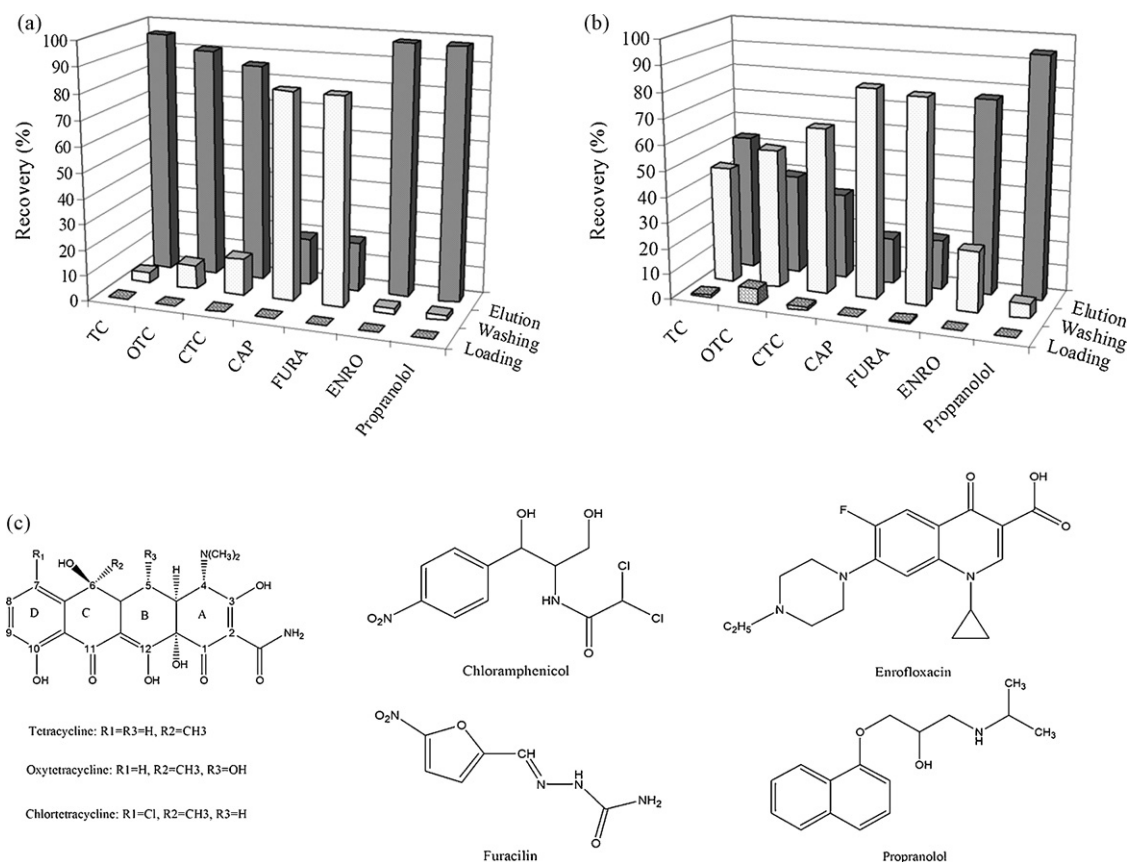 (a)
Recovery (%)
100
90
80
70
60
50
40
30
20
10
0
TC
OTC
CTC
CAP
FURA
ENRO
Propranolol
Elution
Washing
Loading
(b)
Recovery (%)
100
90
80
70
60
50
40
30
20
10
0
TC
OTC
CTC
CAP
FURA
ENRO
Propranolol
Elution
Washing
Loading
(c)
R1 R3 N(CH3)2
HO R2 H OH
7 6 5 4 3
8 D C B A
9 2 NH2
10 11 12 1
OH O OH OH O O
Tetracycline: R1=R3=H, R2=CH3
Oxytetracycline: R1=H, R2=CH3, R3=OH
Chlortetracycline: R1=Cl, R2=CH3, R3=H
OH HO
Cl
NO2 HN Cl
O
Chloramphenicol
O OH
F O
N N
N
C2H5
Enrofloxacin
O2N O CH
N H
N NH2
O
Furacilin
CH3
O N CH3
OH H
Propranolol